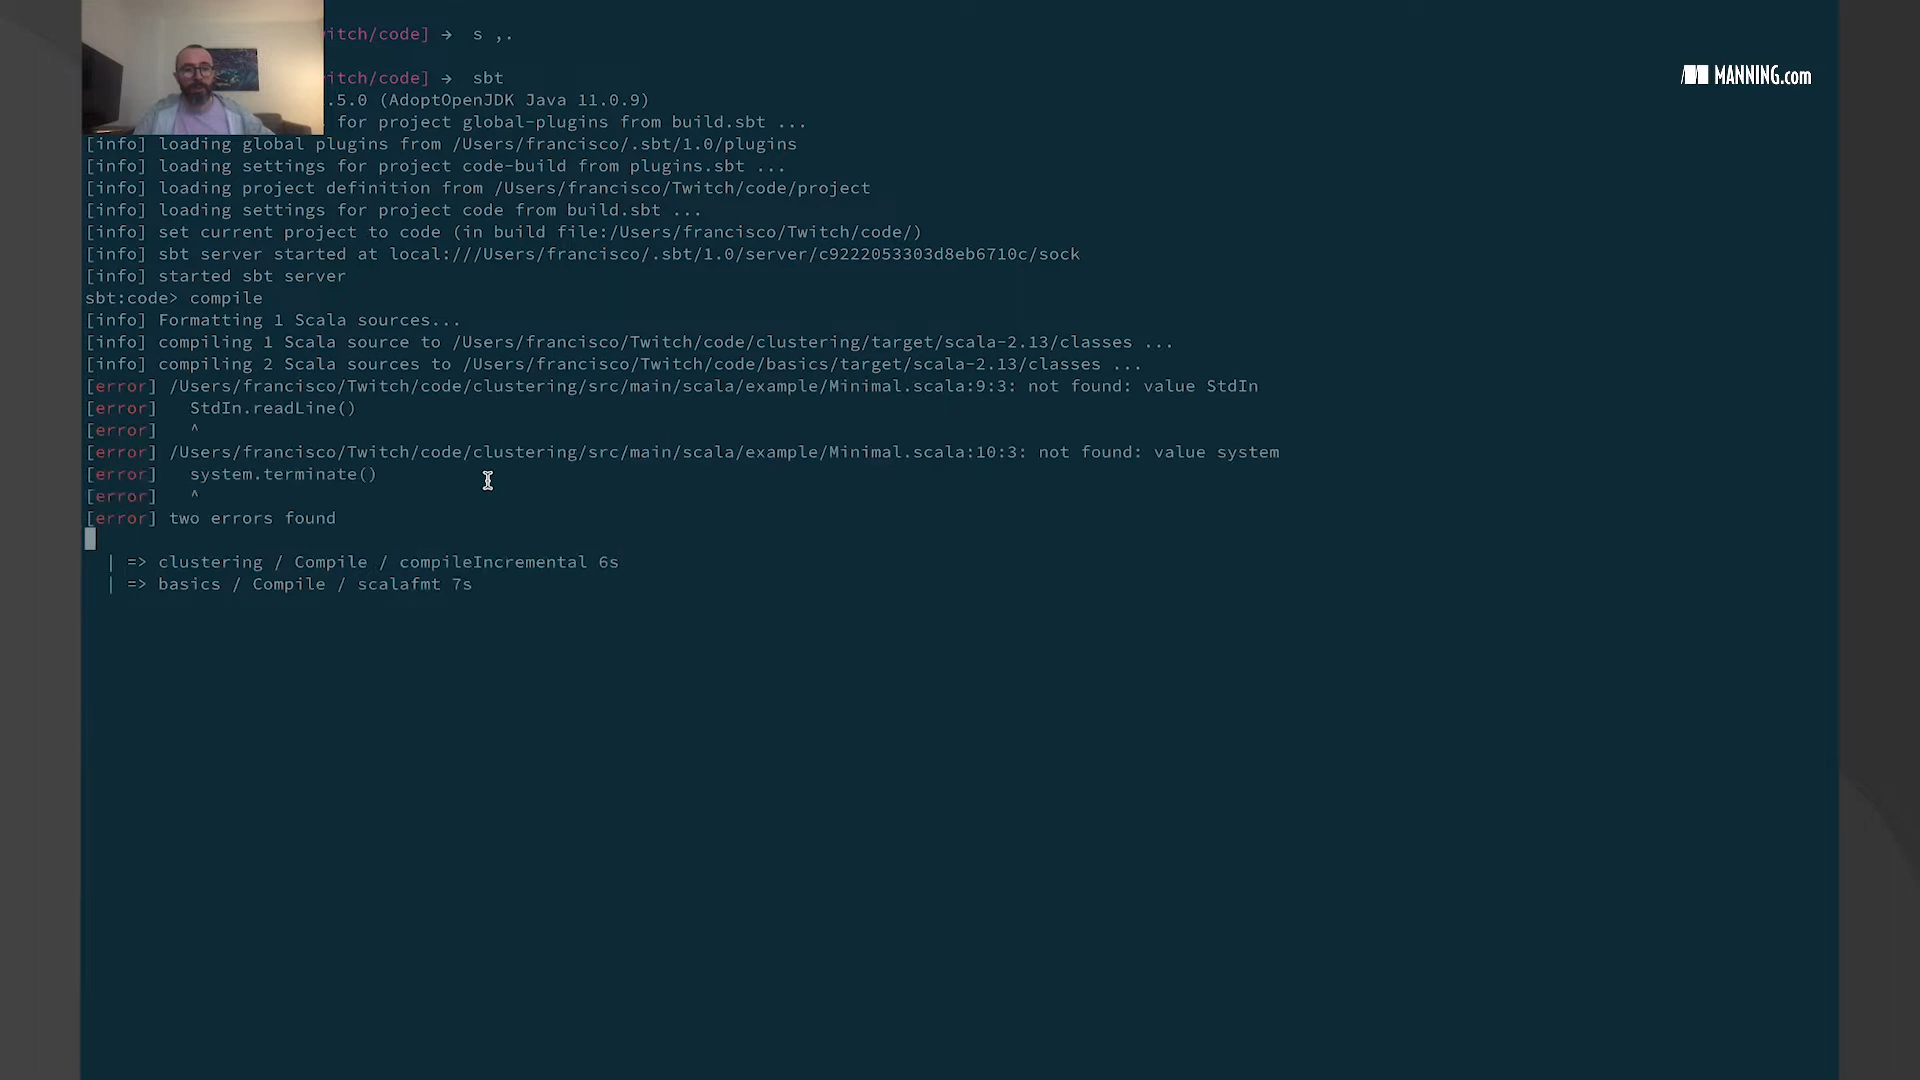 itch/code] → s ,.
MANNING.com
itch/code] → sbt
.5.0 (AdoptOpenJDK Java 11.0.9)
for project global-plugins from build.sbt ...
[info] loading global plugins from /Users/francisco/.sbt/1.0/plugins
[info] loading settings for project code-build from plugins.sbt ...
[info] loading project definition from /Users/francisco/Twitch/code/project
[info] loading settings for project code from build.sbt ...
[info] set current project to code (in build file:/Users/francisco/Twitch/code/)
[info] sbt server started at local:///Users/francisco/.sbt/1.0/server/c9222053303d8eb6710c/sock
[info] started sbt server
sbt:code> compile
[info] Formatting 1 Scala sources...
[info] compiling 1 Scala source to /Users/francisco/Twitch/code/clustering/target/scala-2.13/classes ...
[info] compiling 2 Scala sources to /Users/francisco/Twitch/code/basics/target/scala-2.13/classes ...
[error] /Users/francisco/Twitch/code/clustering/src/main/scala/example/Minimal.scala:9:3: not found: value StdIn
[error]   StdIn.readLine()
[error]   ^
[error] /Users/francisco/Twitch/code/clustering/src/main/scala/example/Minimal.scala:10:3: not found: value system
[error]   system.terminate()
[error]   ^
[error] two errors found
| => clustering / Compile / compileIncremental 6s
| => basics / Compile / scalafmt 7s